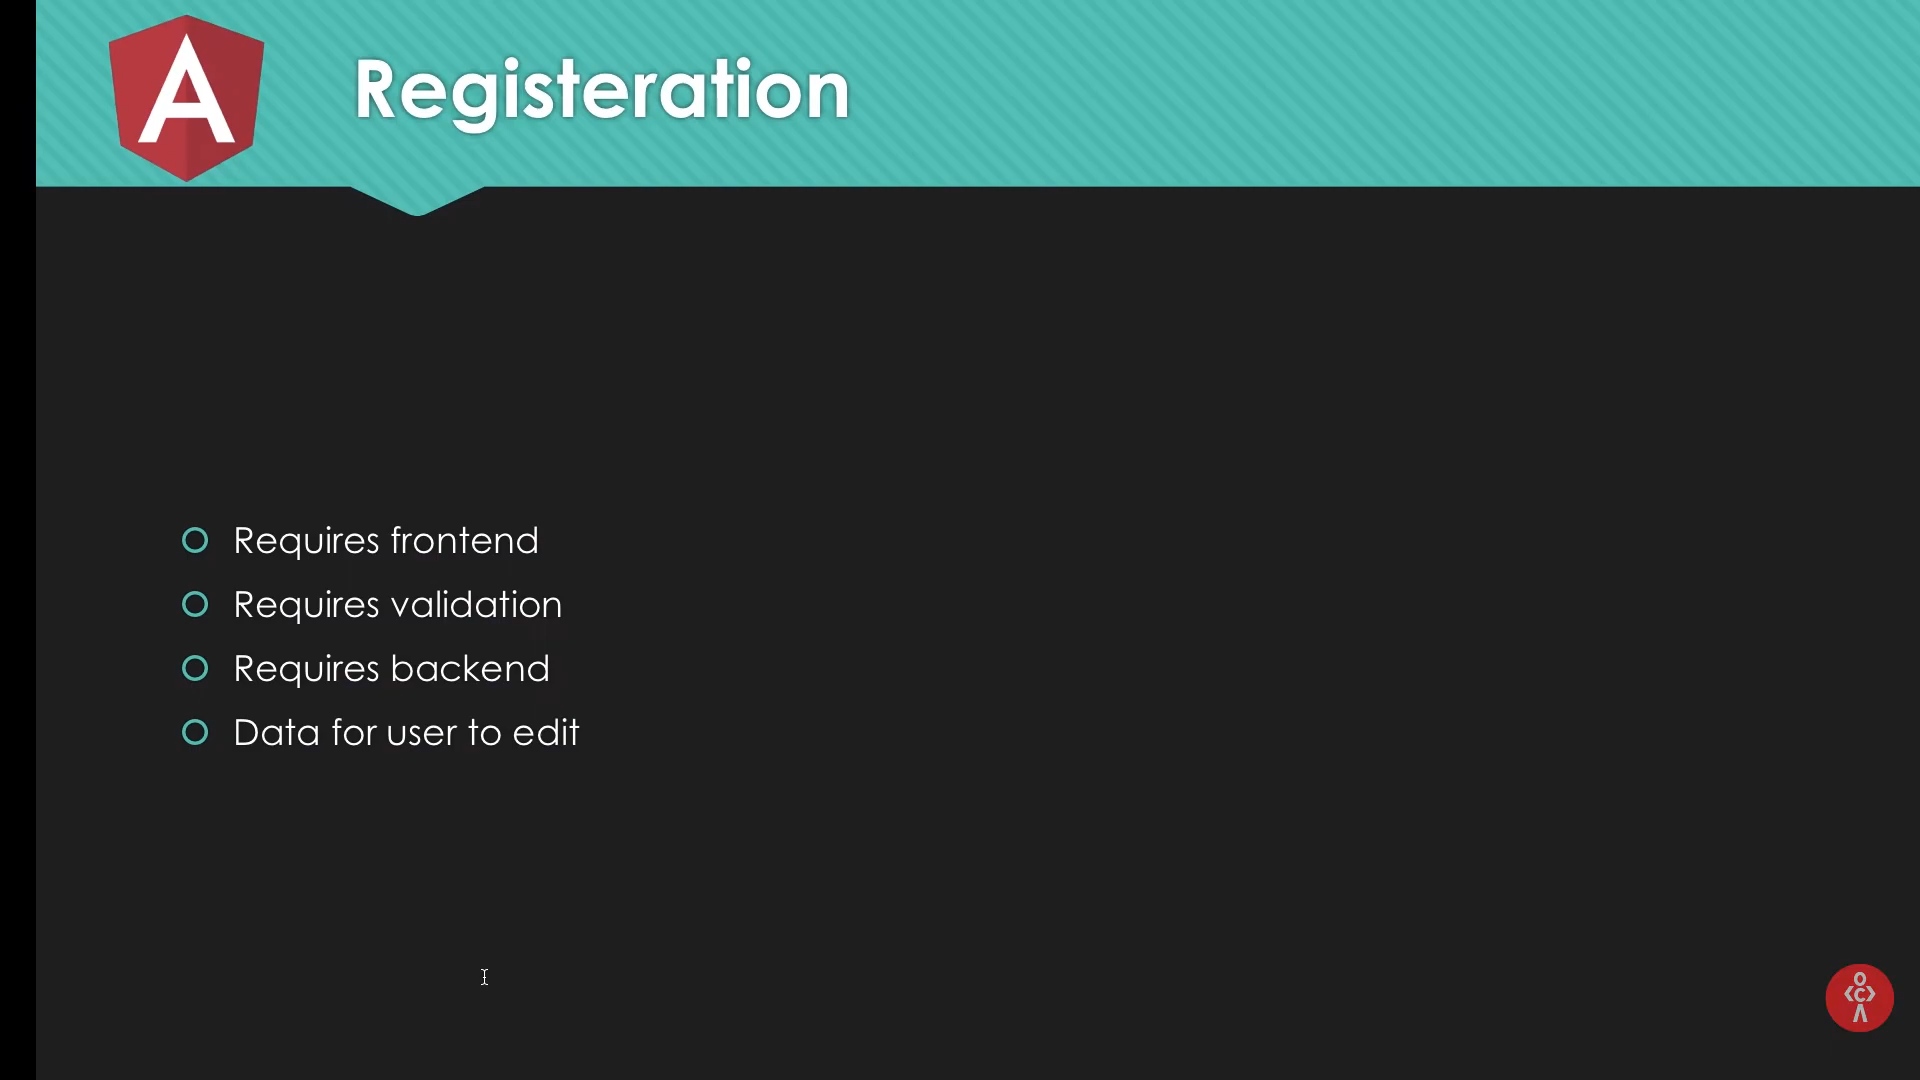 A
Registeration
Requires frontend
Requires validation
Requires backend
Data for user to edit